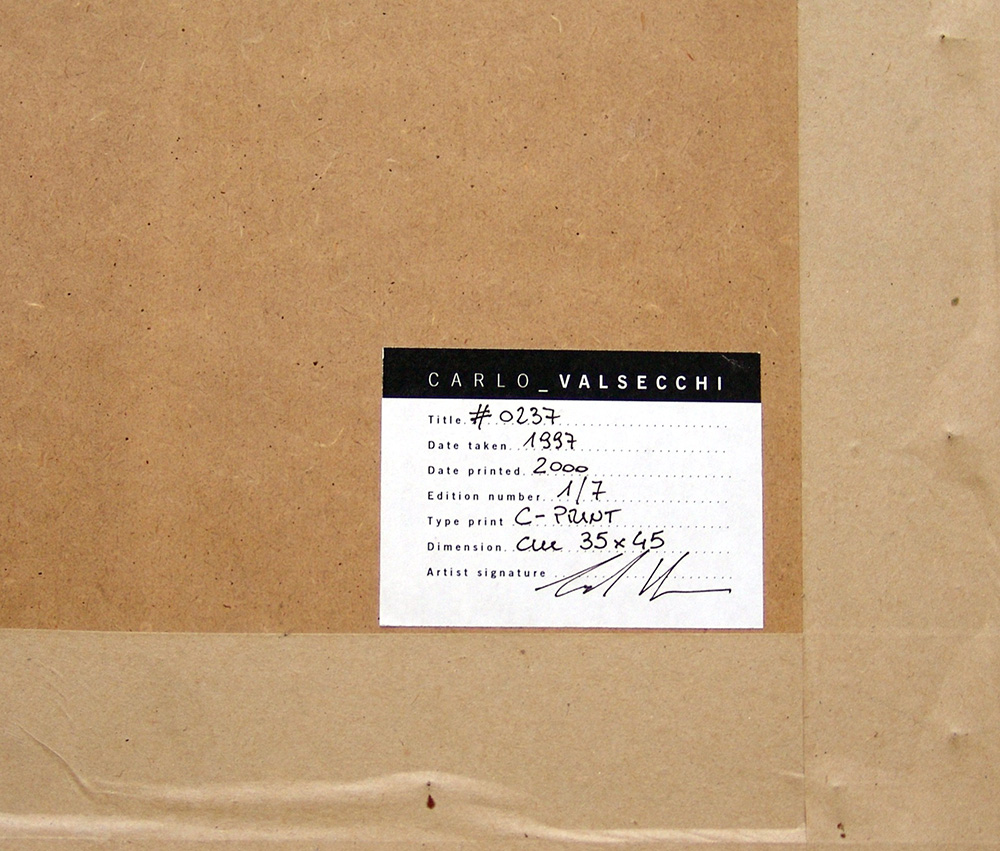 CARLO_VALSECCHI
Title # 0237
Date taken 1997
Date printed 2000
Edition number 1/7
Type print C-PRINT
Dimension cm 35x45
Artist signature